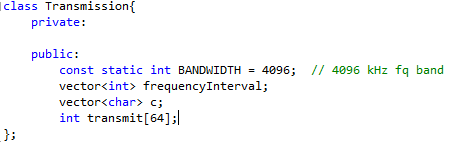 class Transmission{
private:
public:
const static int BANDWIDTH = 4096;  // 4096 kHz fq band
vector<int> frequencyInterval;
vector<char> c;
int transmit[64];
};